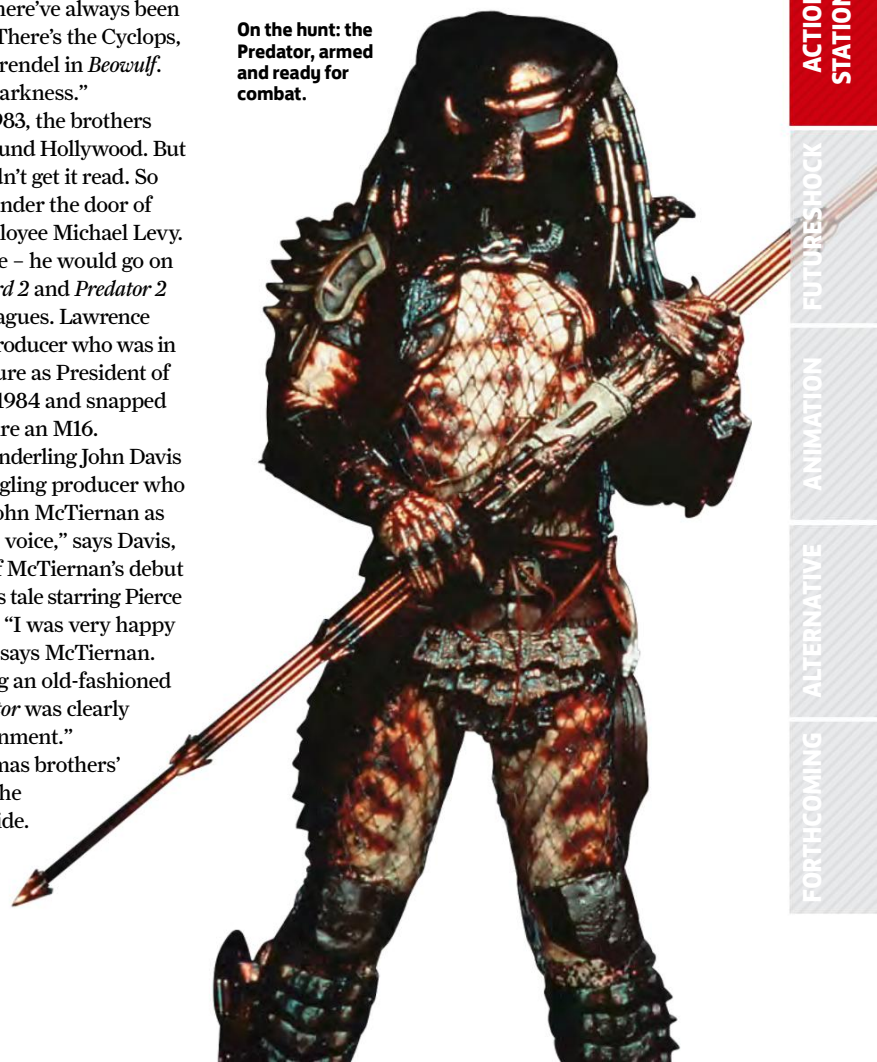 here've always been
There's the Cyclops,
rendel in Beowulf.
arkness."
983, the brothers
und Hollywood. But
dn't get it read. So
nder the door of
loyee Michael Levy.
e – he would go on
rd 2 and Predator 2
agues. Lawrence
roducer who was in
ure as President of
1984 and snapped
re an M16.
nderling John Davis
gling producer who
ohn McTiernan as
voice," says Davis,
f McTiernan's debut
s tale starring Pierce
"I was very happy
says McTiernan.
g an old-fashioned
tor was clearly
nment."
mas brothers'
he
ide.
On the hunt: the
Predator, armed
and ready for
combat.
ACTION
STATION
FUTURESHOCK
ANIMATION
ALTERNATIVE
FORTHCOMING